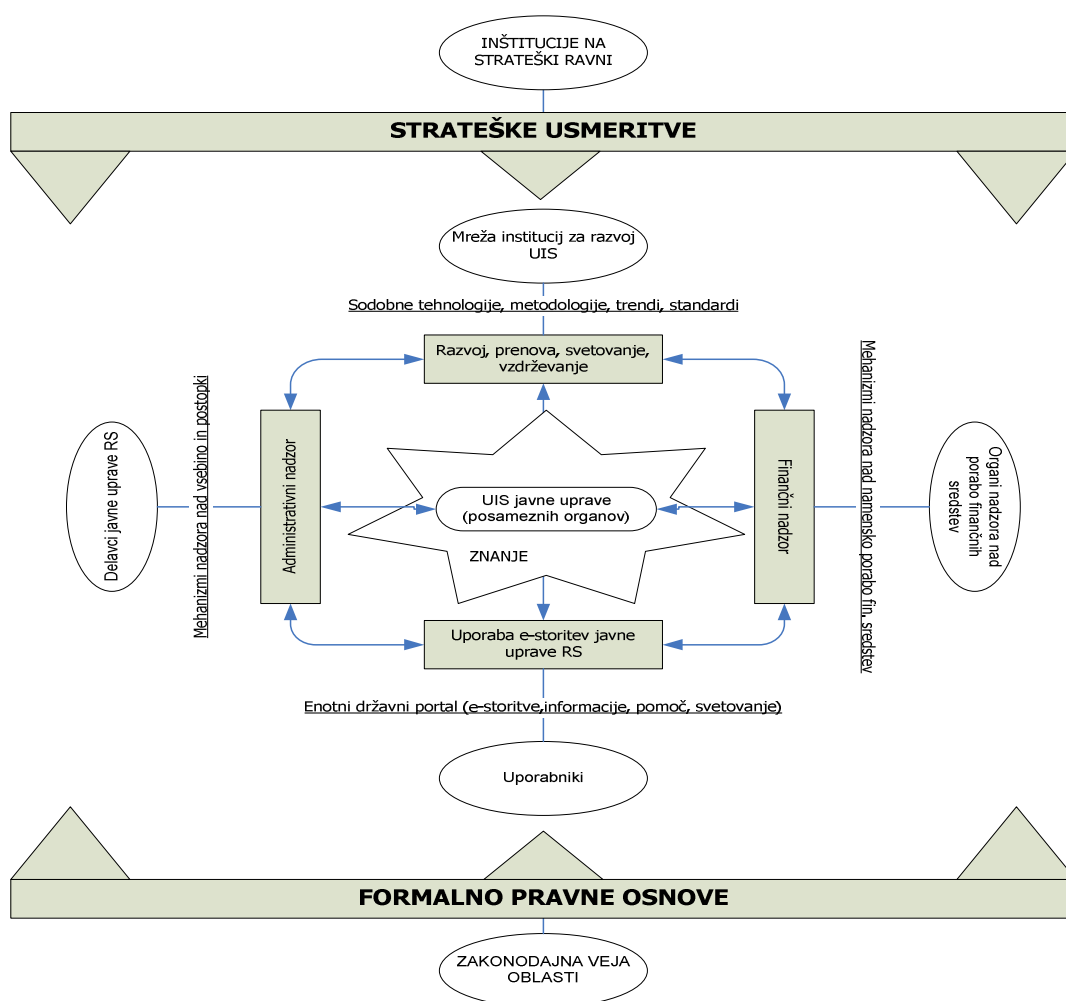 INŠTITUCIJE NA
STRATEŠKI RAVNI
STRATEŠKE USMERITVE
Mreža institucij za razvoj
UIS
Sodobne tehnologije, metodologije, trendi, standardi
Razvoj, prenova, svetovanje,
vzdrževanje
Delavci javne uprave RS
Mehanizmi nadzora nad vsebino in postopki
Administrativni nadzor
UIS javne uprave
(posameznih organov)
ZNANJE
Finančni nadzor
Mehanizmi nadzora nad namensko porabo fin. sredstev
Organi nadzora nad
porabo finančnih
sredstev
Uporaba e-storitev javne
uprave RS
Enotni državni portal (e-storitve,informacije, pomoč, svetovanje)
Uporabniki
FORMALNO PRAVNE OSNOVE
ZAKONODAJNA VEJA
OBLASTI